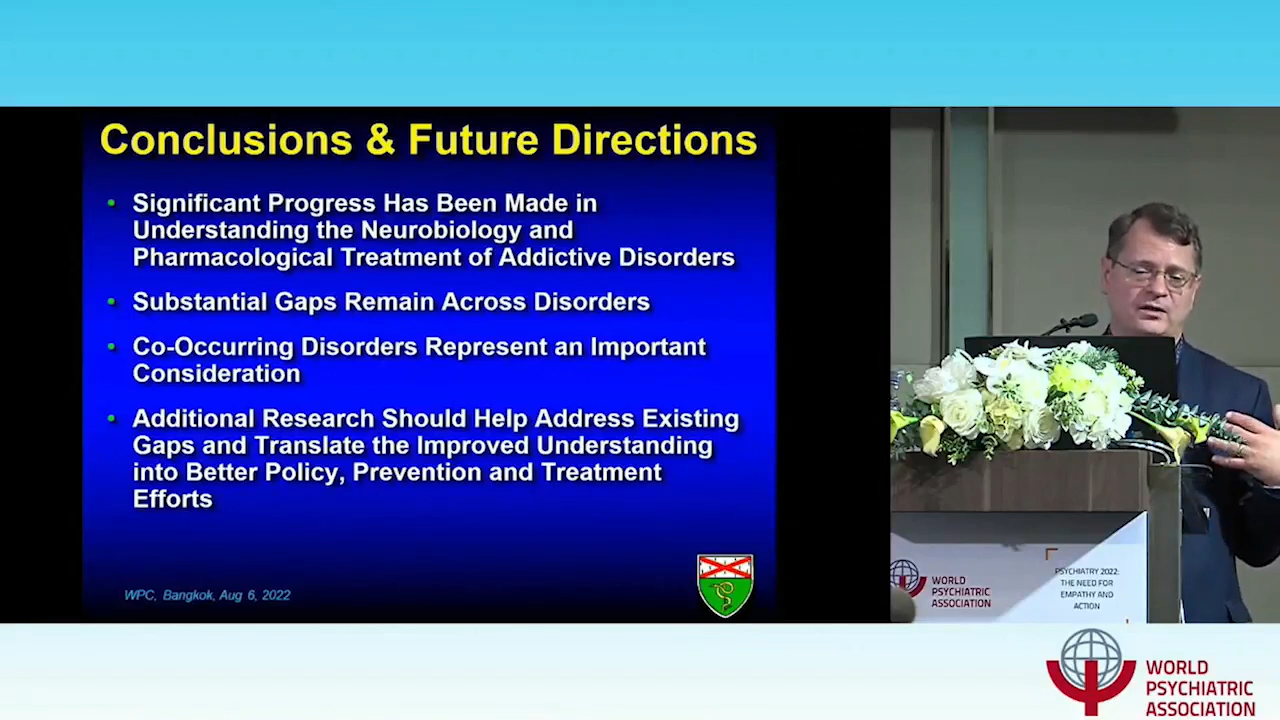 Conclusions & Future Directions
• Significant Progress Has Been Made in
Understanding the Neurobiology and
Pharmacological Treatment of Addictive Disorders
• Substantial Gaps Remain Across Disorders
• Co-Occurring Disorders Represent an Important
Consideration
• Additional Research Should Help Address Existing
Gaps and Translate the Improved Understanding
into Better Policy, Prevention and Treatment
Efforts
WPC, Bangkok, Aug 6, 2022
WORLD
PSYCHIATRIC
ASSOCIATION
PSYCHIATRY 2022:
THE NEED FOR
EMPATHY AND
ACTION
WORLD
PSYCHIATRIC
ASSOCIATION